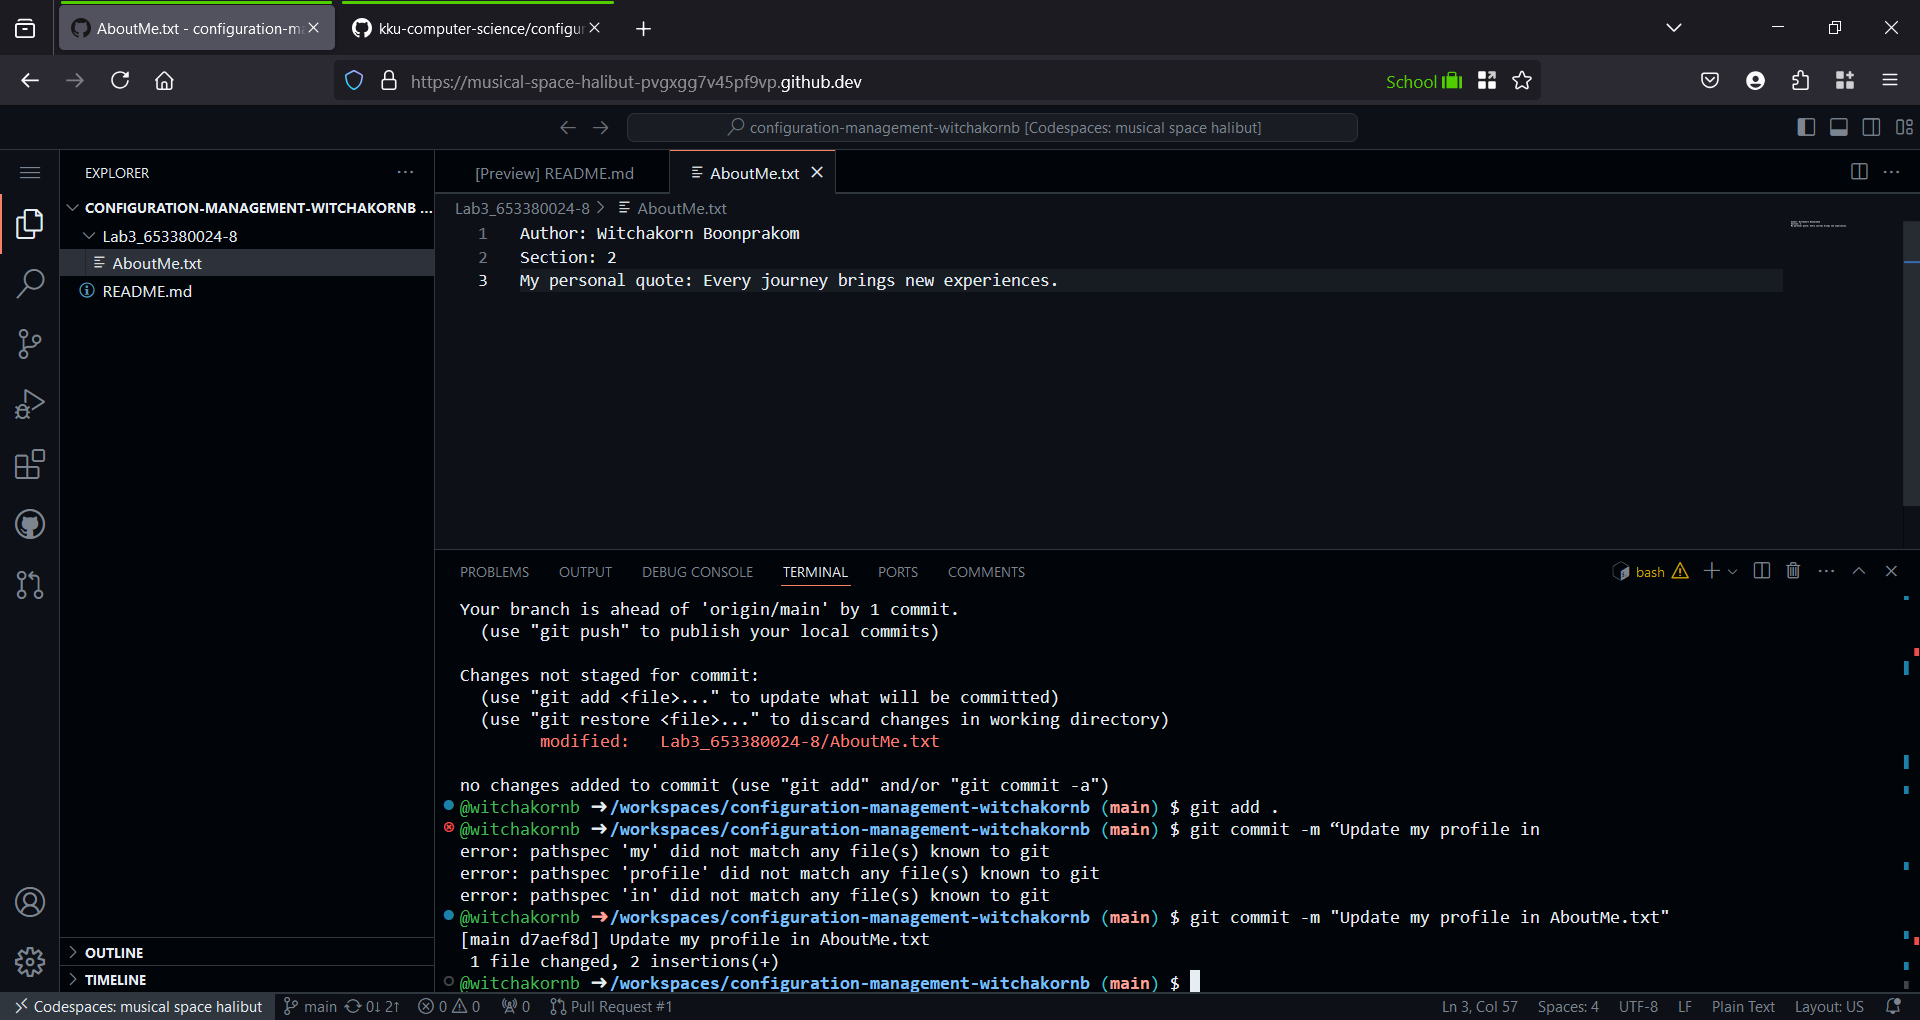 AboutMe.txt - configuration-ma
kku-computer-science/configur
https://musical-space-halibut-pvgxgg7v45pf9vp.github.dev
School
configuration-management-witchakornb [Codespaces: musical space halibut]
EXPLORER
CONFIGURATION-MANAGEMENT-WITCHAKORNB ...
Lab3_653380024-8
AboutMe.txt
README.md
OUTLINE
TIMELINE
[Preview] README.md
AboutMe.txt
Lab3_653380024-8 > AboutMe.txt
1 Author: Witchakorn Boonprakom
2 Section: 2
3 My personal quote: Every journey brings new experiences.
PROBLEMS OUTPUT DEBUG CONSOLE TERMINAL PORTS COMMENTS
bash
Your branch is ahead of 'origin/main' by 1 commit.
(use "git push" to publish your local commits)
Changes not staged for commit:
(use "git add <file>..." to update what will be committed)
(use "git restore <file>..." to discard changes in working directory)
modified: Lab3_653380024-8/AboutMe.txt
no changes added to commit (use "git add" and/or "git commit -a")
@witchakornb ➜/workspaces/configuration-management-witchakornb (main) $ git add .
@witchakornb ➜/workspaces/configuration-management-witchakornb (main) $ git commit -m “Update my profile in
error: pathspec 'my' did not match any file(s) known to git
error: pathspec 'profile' did not match any file(s) known to git
error: pathspec 'in' did not match any file(s) known to git
@witchakornb ➜/workspaces/configuration-management-witchakornb (main) $ git commit -m "Update my profile in AboutMe.txt"
[main d7aef8d] Update my profile in AboutMe.txt
1 file changed, 2 insertions(+)
@witchakornb ➜/workspaces/configuration-management-witchakornb (main) $
Codespaces: musical space halibut main 0↓ 2↑ 0 0 0 Pull Request #1
Ln 3, Col 57 Spaces: 4 UTF-8 LF Plain Text Layout: US